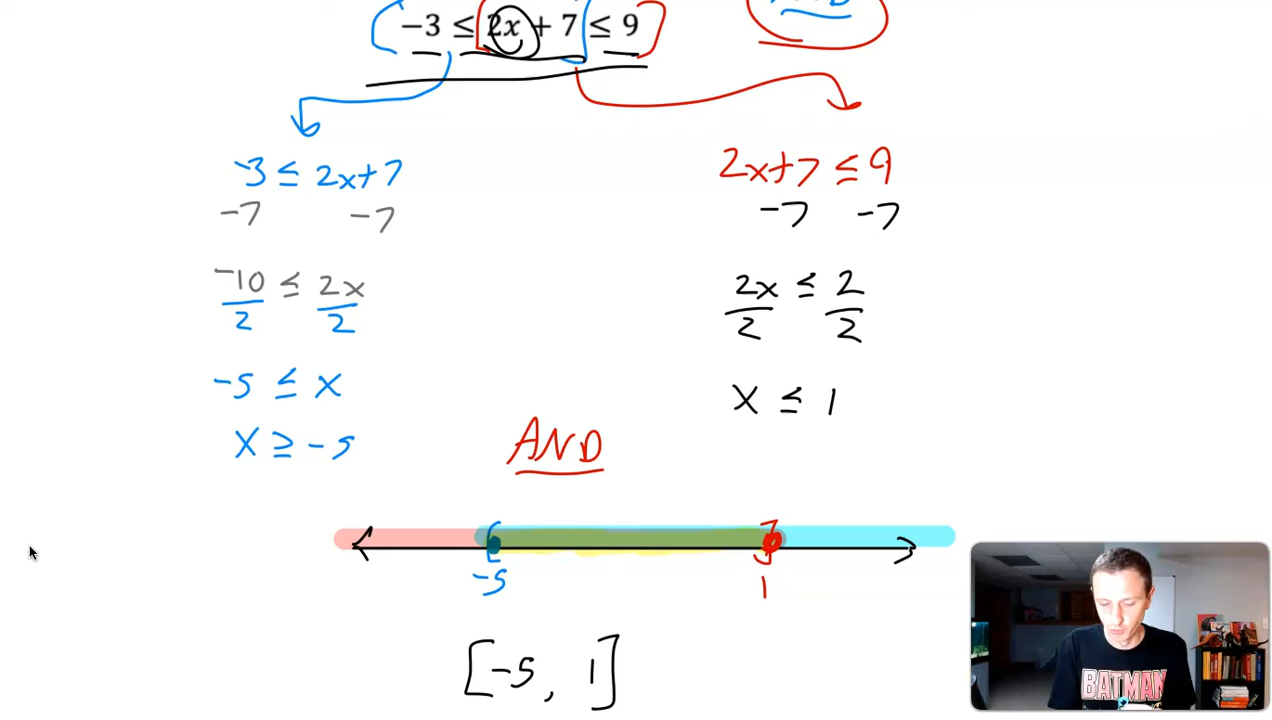 -3 ≤ 2x + 7 ≤ 9
AND
-3 ≤ 2x+7
-7 -7
-10 ≤ 2x
2 2
-5 ≤ x
x ≥ -5
2x+7 ≤ 9
-7 -7
2x ≤ 2
2 2
x ≤ 1
AND
[ ]
-5 1
[-5, 1]
BATMAN